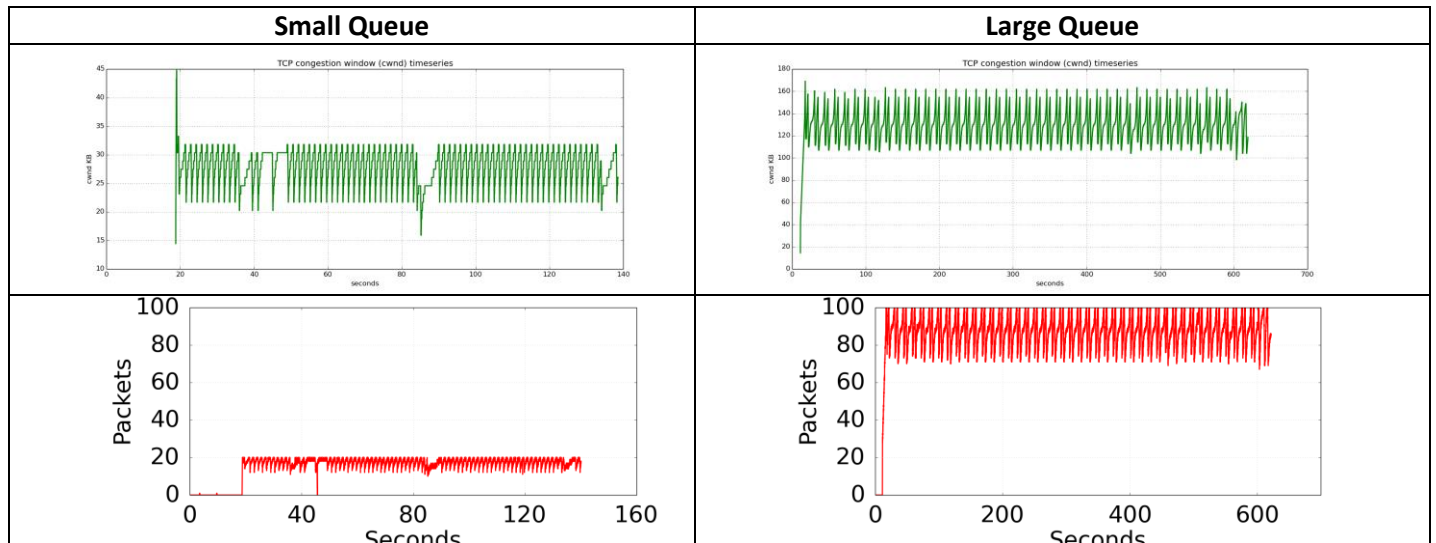 Small Queue
Large Queue
TCP congestion window (cwnd) timeseries
45
40
35
30
25
20
15
10
cwnd KB
0 20 40 60 80 100 120 140
seconds
TCP congestion window (cwnd) timeseries
180
160
140
120
100
80
60
40
20
0
cwnd KB
0 100 200 300 400 500 600 700
seconds
100
80
60
40
20
0
Packets
0 40 80 120 160
Seconds
100
80
60
40
20
0
Packets
0 200 400 600
Seconds